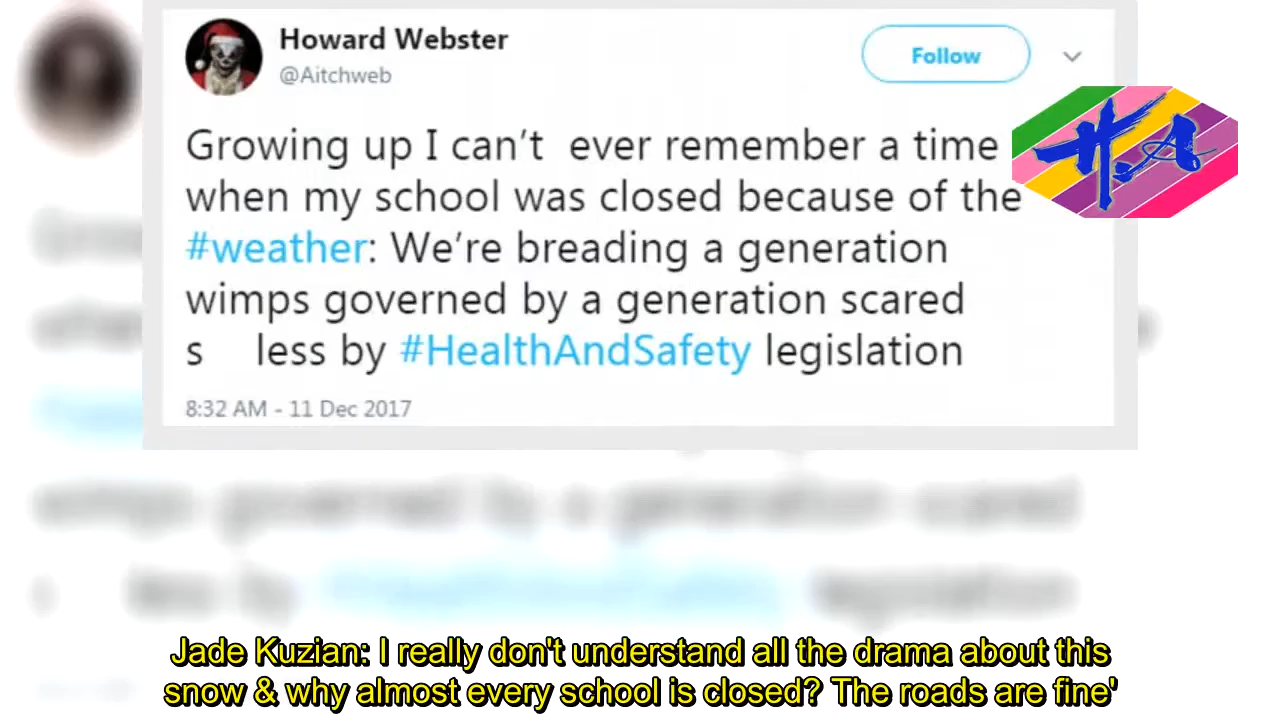 Howard Webster
@Aitchweb
Follow
H.A
Growing up I can't ever remember a time
when my school was closed because of the
#weather: We're breading a generation
wimps governed by a generation scared
s less by #HealthAndSafety legislation
8:32 AM - 11 Dec 2017
Jade Kuzian: I really don't understand all the drama about this
snow & why almost every school is closed? The roads are fine'